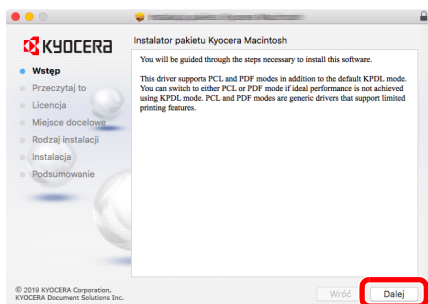 KYOCERA
Instalator pakietu Kyocera Macintosh
You will be guided through the steps necessary to install this software.
This driver supports PCL and PDF modes in addition to the default KPDL mode.
You can switch to either PCL or PDF mode if ideal performance is not achieved
using KPDL mode. PCL and PDF modes are generic drivers that support limited
printing features.
Wstęp
Przeczytaj to
Licencja
Miejsce docelowe
Rodzaj instalacji
Instalacja
Podsumowanie
© 2019 KYOCERA Corporation,
KYOCERA Document Solutions Inc.
Wróć
Dalej